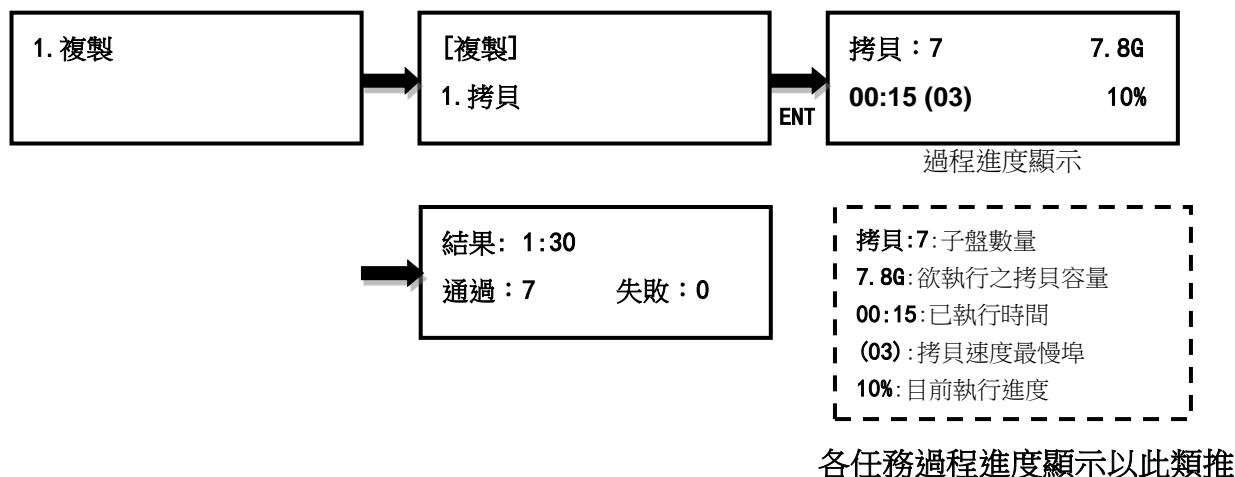 1.複製
[複製]
1.拷貝
ENT
拷貝：7 7.8G
00:15 (03) 10%
過程進度顯示
結果: 1:30
通過：7 失敗：0
拷貝:7:子盤數量
7.8G:欲執行之拷貝容量
00:15:已執行時間
(03):拷貝速度最慢埠
10%:目前執行進度
各任務過程進度顯示以此類推